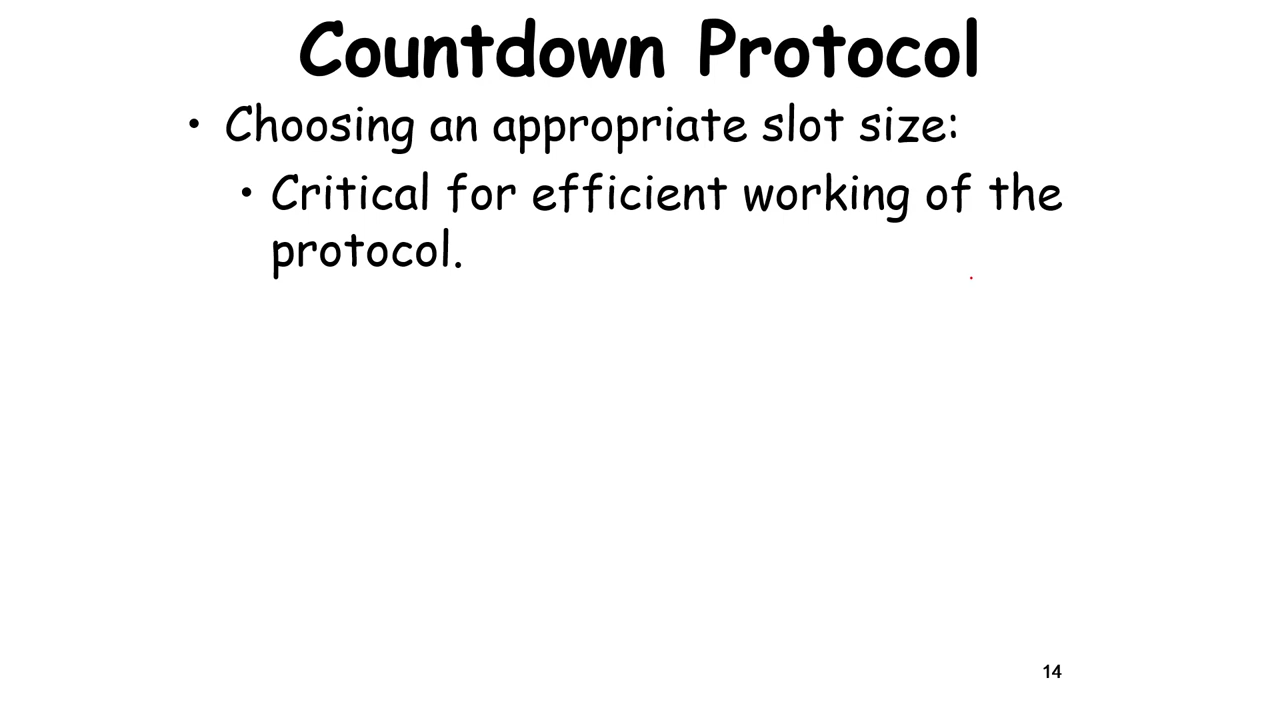 Countdown Protocol
• Choosing an appropriate slot size:
• Critical for efficient working of the
protocol.
14